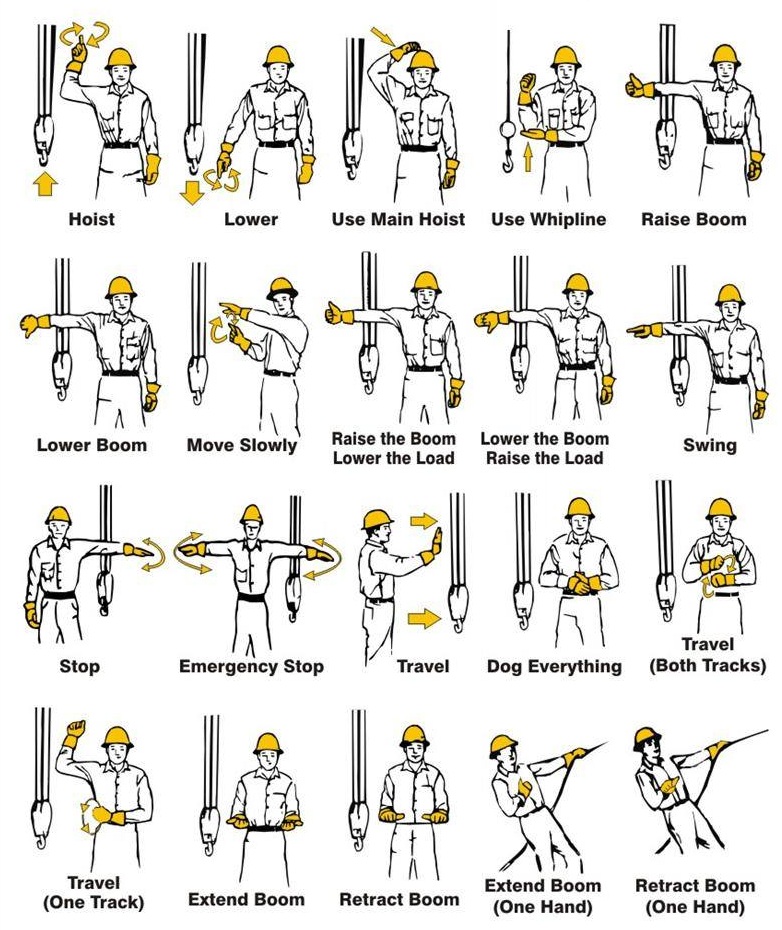 Hoist
Lower
Use Main Hoist
Use Whipline
Raise Boom
Lower Boom
Move Slowly
Raise the Boom
Lower the Load
Lower the Boom
Raise the Load
Swing
Stop
Emergency Stop
Travel
Dog Everything
Travel
(Both Tracks)
Travel
(One Track)
Extend Boom
Retract Boom
Extend Boom
(One Hand)
Retract Boom
(One Hand)